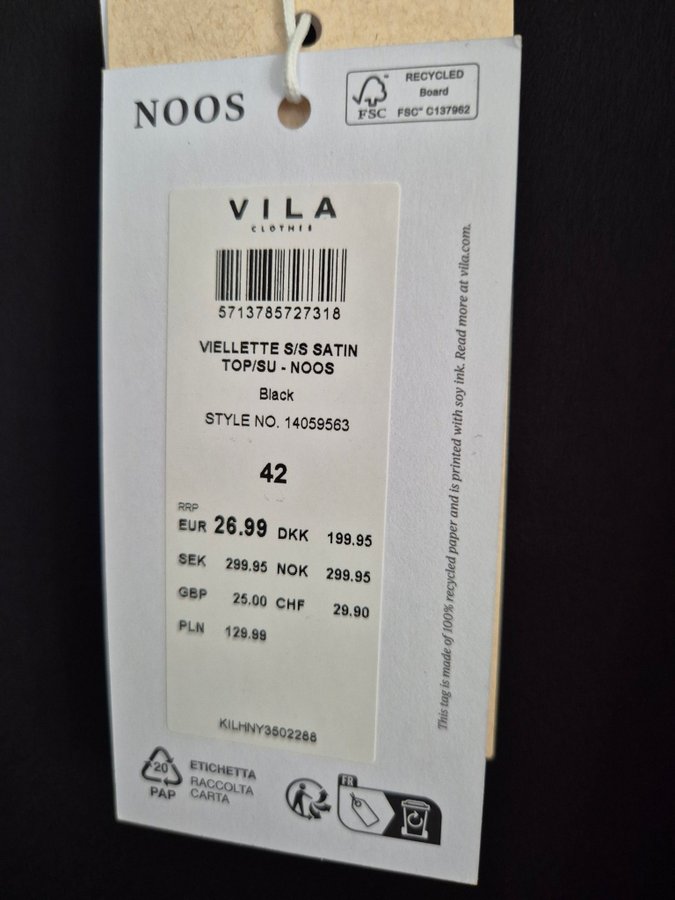 NOOS
FSC™
RECYCLED
Board
FSC® C137962
VILA
CLOTHES
5713785727318
VIELLETTE S/S SATIN
TOP/SU - NOOS
Black
STYLE NO. 14059563
42
RRP
EUR 26.99 DKK 199.95
SEK 299.95 NOK 299.95
GBP 25.00 CHF 29.90
PLN 129.99
KILHNY3502288
This tag is made of 100% recycled paper and is printed with soy ink. Read more at vila.com.
20
PAP
ETICHETTA
RACCOLTA
CARTA
FR